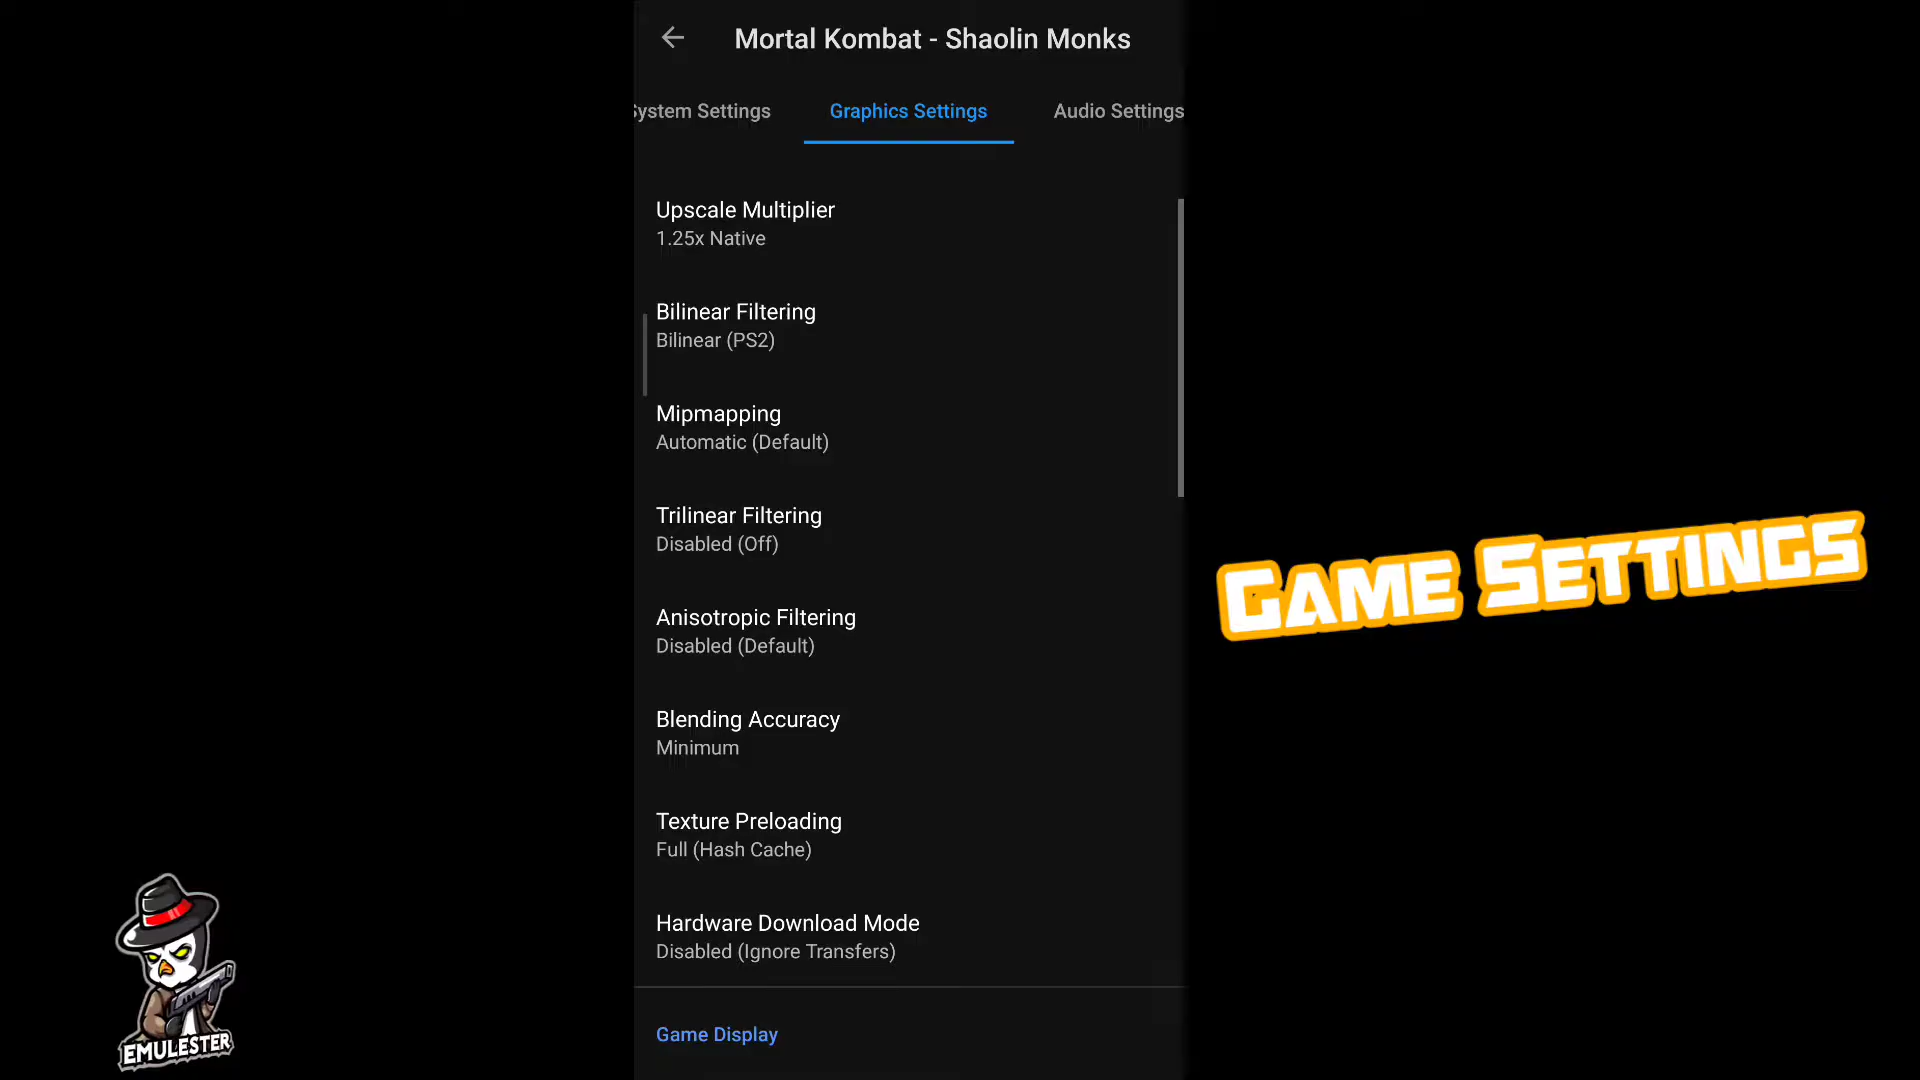 Mortal Kombat - Shaolin Monks
System Settings
Graphics Settings
Audio Settings
Upscale Multiplier
1.25x Native
Bilinear Filtering
Bilinear (PS2)
Mipmapping
Automatic (Default)
Trilinear Filtering
Disabled (Off)
Anisotropic Filtering
Disabled (Default)
Blending Accuracy
Minimum
Texture Preloading
Full (Hash Cache)
Hardware Download Mode
Disabled (Ignore Transfers)
Game Display
GAME SETTINGS
EMULESTER